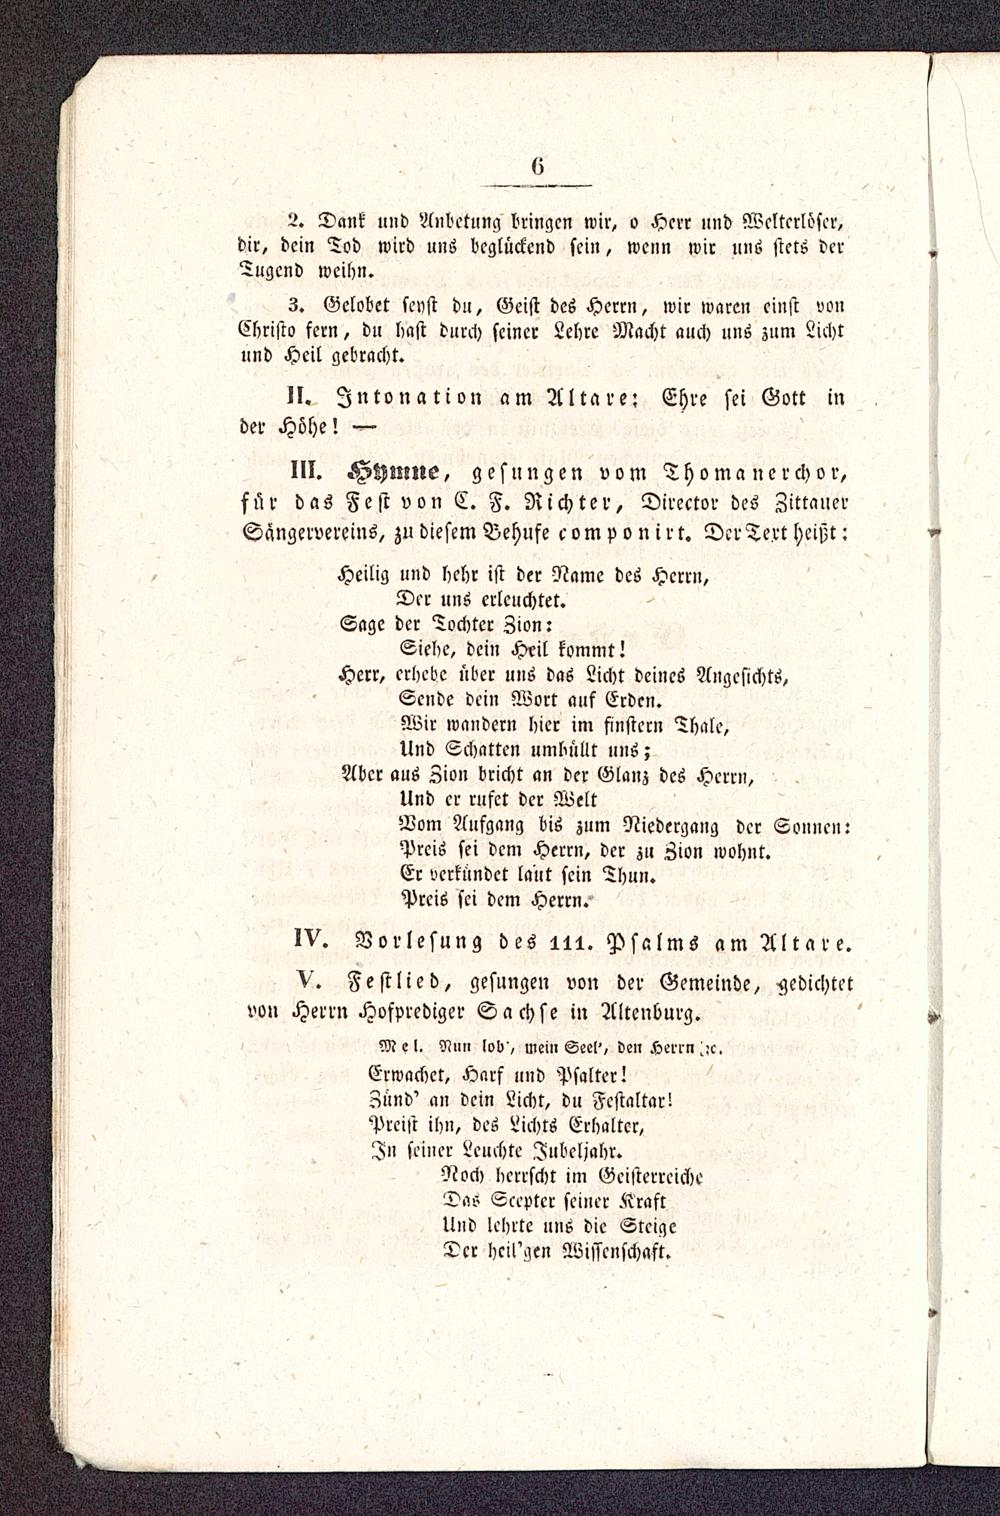 6
2. Dank und Anbetung bringen wir, o Herr und Welterlöser,
dir, dein Tod wird uns beglückend sein, wenn wir uns stets der
Tugend weihn.
3. Gelobet seyst du, Geist des Herrn, wir waren einst von
Christo fern, du hast durch seiner Lehre Macht auch uns zum Licht
und Heil gebracht.
II. Intonation am Altare: Ehre sei Gott in
der Höhe! —
III. Hymne, gesungen vom Thomanerchor,
für das Fest von C. F. Richter, Director des Zittauer
Sängervereins, zu diesem Behufe componirt. Der Text heißt:
Heilig und hehr ist der Name des Herrn,
Der uns erleuchtet.
Sage der Tochter Zion:
Siehe, dein Heil kommt!
Herr, erhebe über uns das Licht deines Angesichts,
Sende dein Wort auf Erden.
Wir wandern hier im finstern Thale,
Und Schatten umhüllt uns;
Aber aus Zion bricht an der Glanz des Herrn,
Und er rufet der Welt
Vom Aufgang bis zum Niedergang der Sonnen:
Preis sei dem Herrn, der zu Zion wohnt.
Er verkündet laut sein Thun.
Preis sei dem Herrn.
IV. Vorlesung des 111. Psalms am Altare.
V. Festlied, gesungen von der Gemeinde, gedichtet
von Herrn Hofprediger Sachse in Altenburg.
Mel. Nun lob', mein Seel', den Herrn ꝛc.
Erwachet, Harf und Psalter!
Zünd' an dein Licht, du Festaltar!
Preist ihn, des Lichts Erhalter,
In seiner Leuchte Jubeljahr.
Noch herrscht im Geisterreiche
Das Scepter seiner Kraft
Und lehrte uns die Steige
Der heil'gen Wissenschaft.